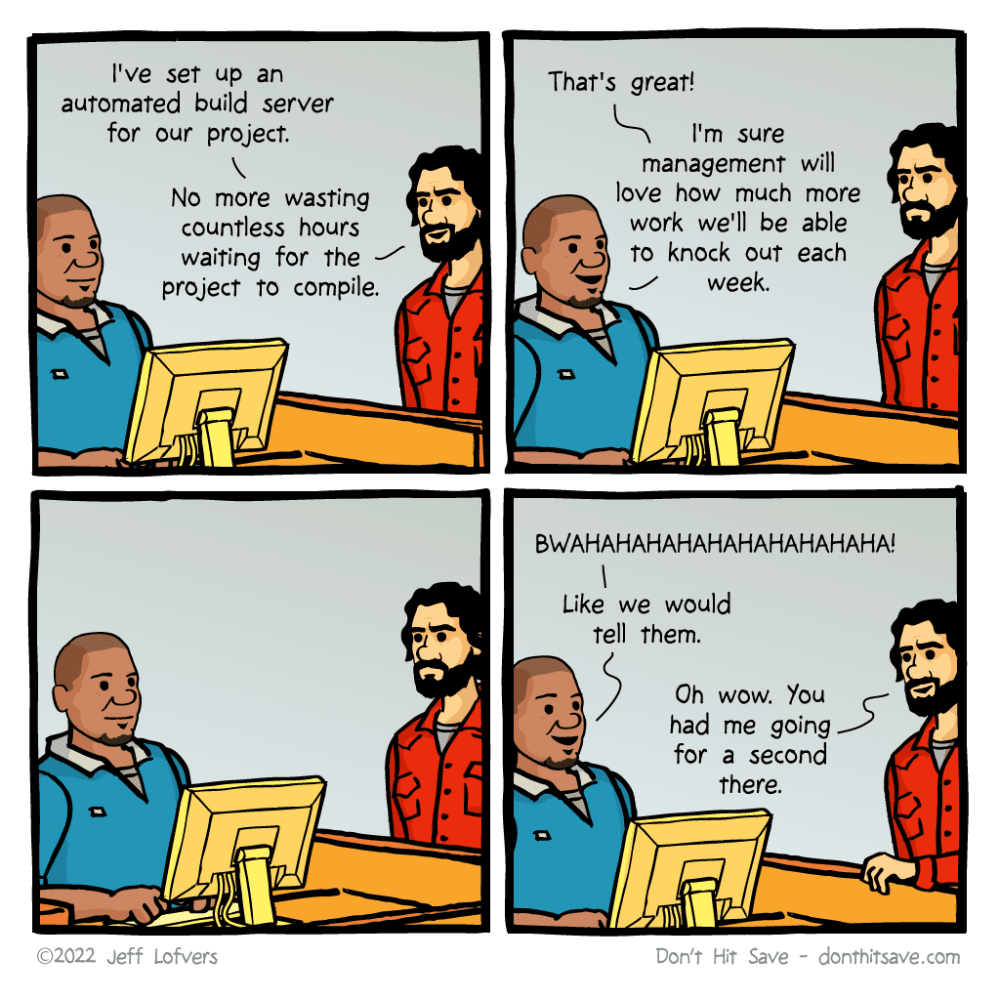 I've set up an
automated build server
for our project.
No more wasting
countless hours
waiting for the
project to compile.
That's great!
I'm sure
management will
love how much more
work we'll be able
to knock out each
week.
BWAHAHAHAHAHAHAHAHAHAHA!
Like we would
tell them.
Oh wow. You
had me going
for a second
there.
©2022 Jeff Lofvers
Don't Hit Save - donthitsave.com